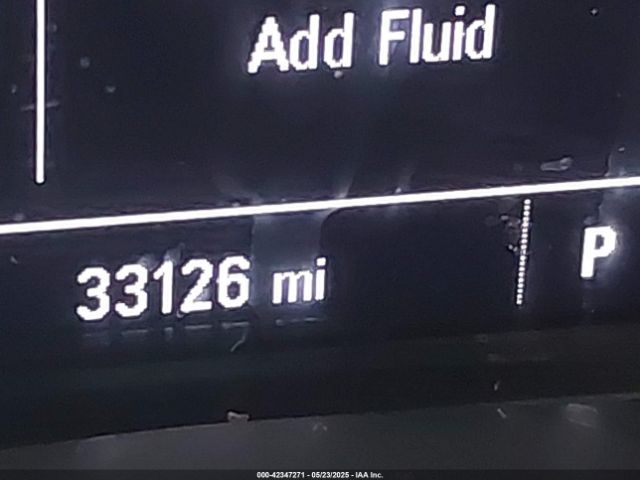 Add Fluid
33126 mi
P
000-42347271 - 05/23/2025 - IAA Inc.